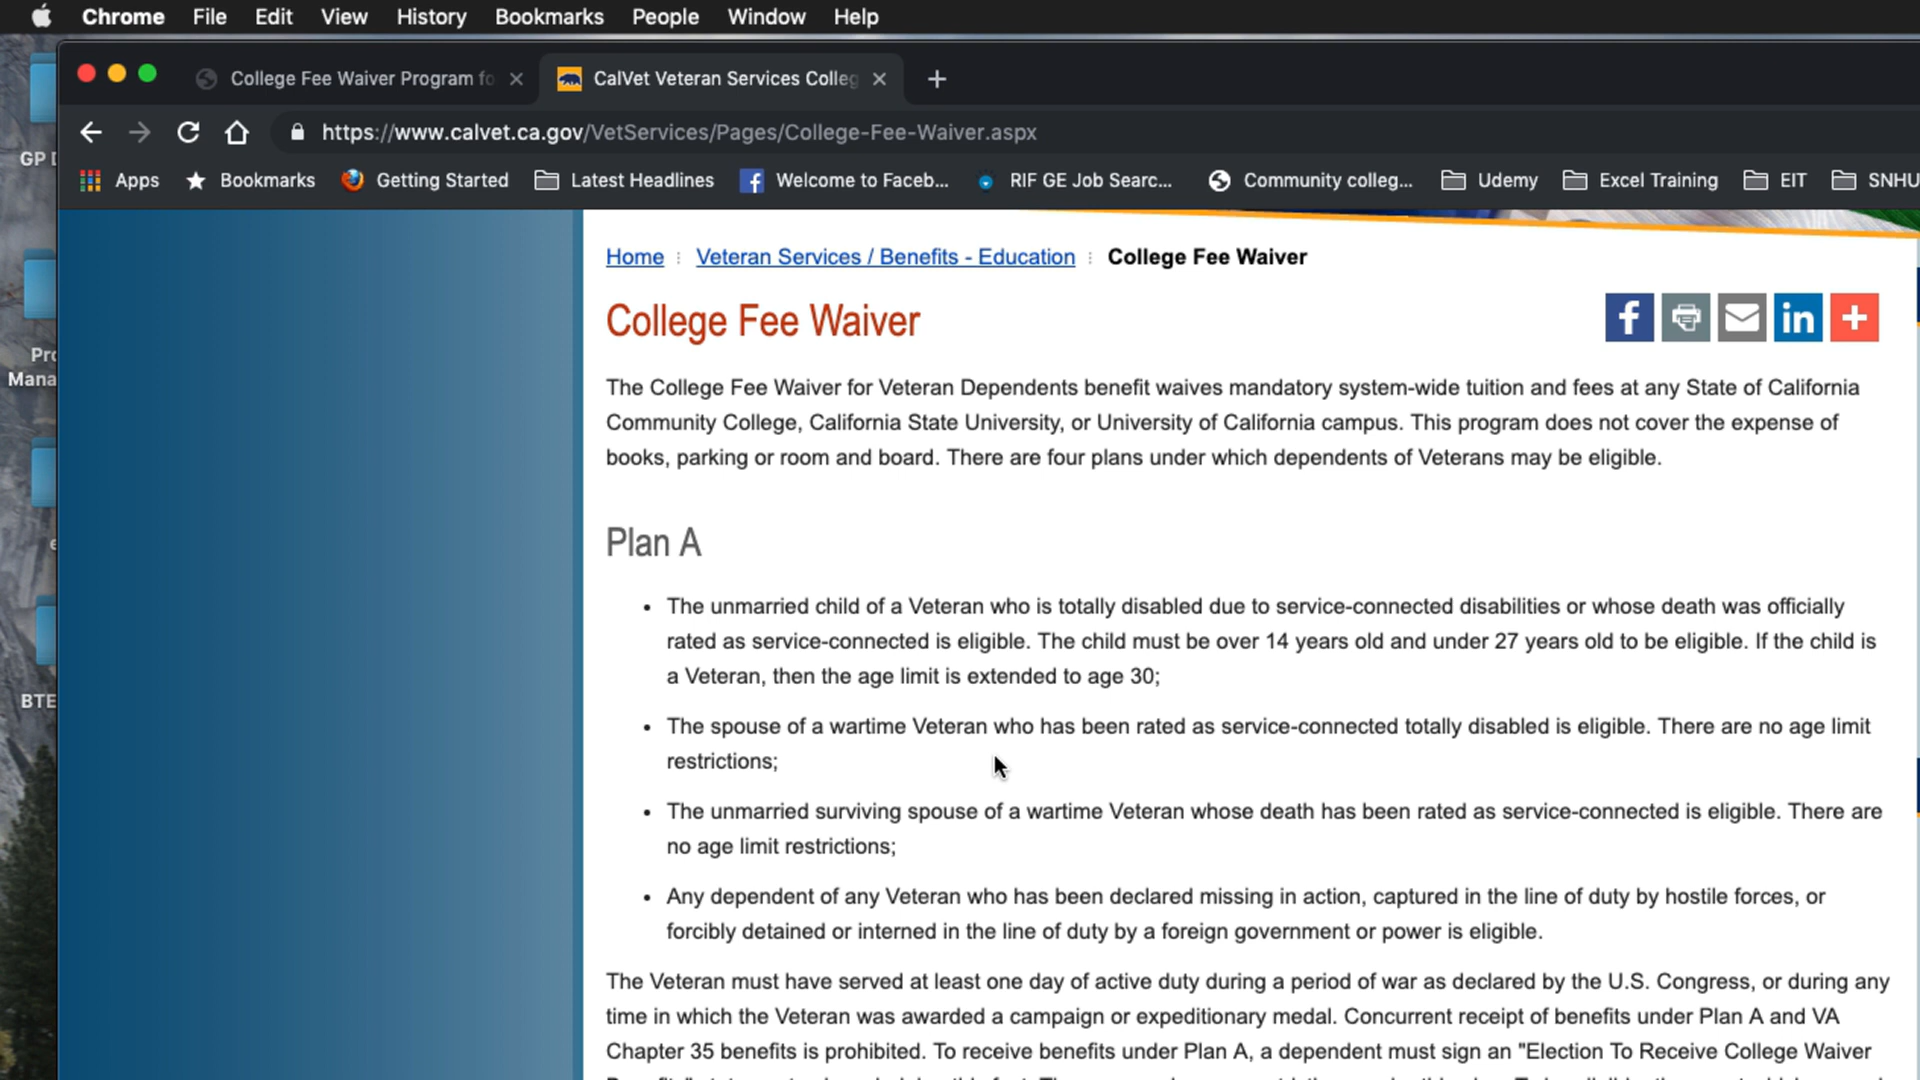 Chrome File Edit View History Bookmarks People Window Help
College Fee Waiver Program fo
CalVet Veteran Services Colleg
https://www.calvet.ca.gov/VetServices/Pages/College-Fee-Waiver.aspx
Apps Bookmarks Getting Started Latest Headlines Welcome to Faceb... RIF GE Job Searc... Community colleg... Udemy Excel Training EIT SNHU
GP
Mana
BTE
Home Veteran Services / Benefits - Education College Fee Waiver
College Fee Waiver
The College Fee Waiver for Veteran Dependents benefit waives mandatory system-wide tuition and fees at any State of California
Community College, California State University, or University of California campus. This program does not cover the expense of
books, parking or room and board. There are four plans under which dependents of Veterans may be eligible.
Plan A
• The unmarried child of a Veteran who is totally disabled due to service-connected disabilities or whose death was officially
rated as service-connected is eligible. The child must be over 14 years old and under 27 years old to be eligible. If the child is
a Veteran, then the age limit is extended to age 30;
• The spouse of a wartime Veteran who has been rated as service-connected totally disabled is eligible. There are no age limit
restrictions;
• The unmarried surviving spouse of a wartime Veteran whose death has been rated as service-connected is eligible. There are
no age limit restrictions;
• Any dependent of any Veteran who has been declared missing in action, captured in the line of duty by hostile forces, or
forcibly detained or interned in the line of duty by a foreign government or power is eligible.
The Veteran must have served at least one day of active duty during a period of war as declared by the U.S. Congress, or during any
time in which the Veteran was awarded a campaign or expeditionary medal. Concurrent receipt of benefits under Plan A and VA
Chapter 35 benefits is prohibited. To receive benefits under Plan A, a dependent must sign an "Election To Receive College Waiver